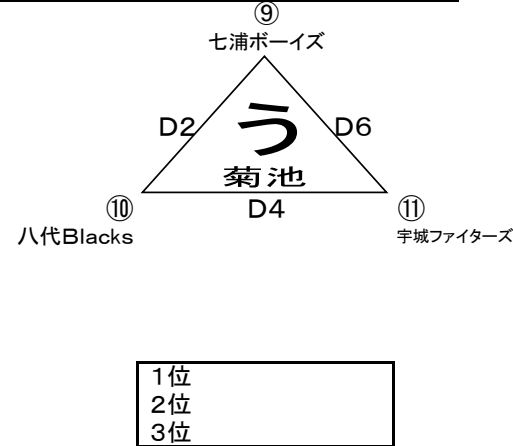 ⑨
七浦ボーイズ
D2
う
D6
菊池
⑩
D4
⑪
八代Blacks
宇城ファイターズ
1位
2位
3位